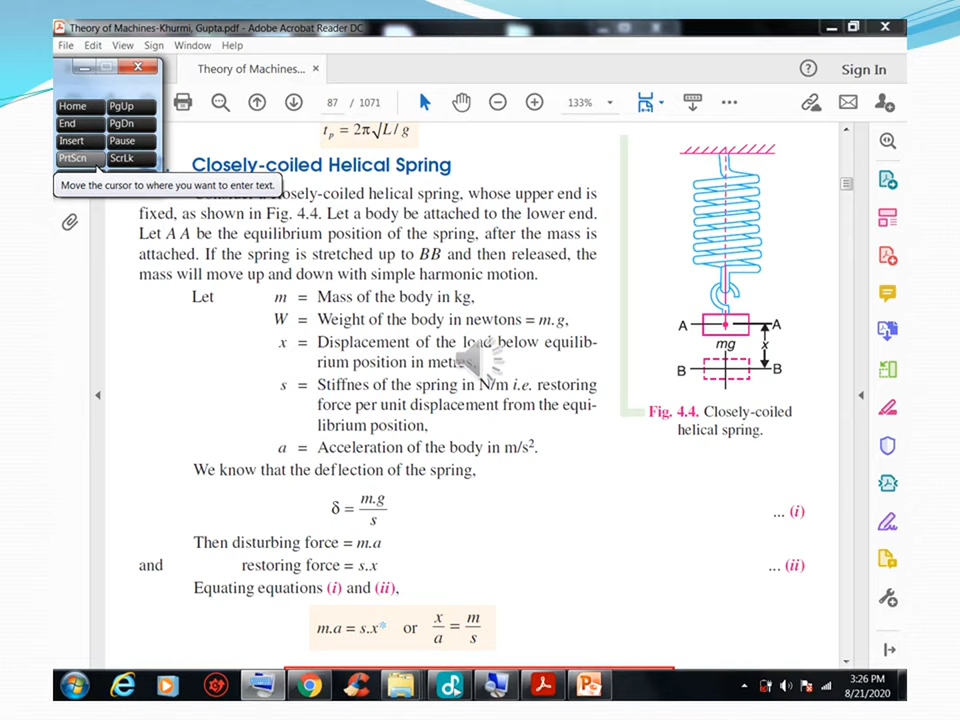 Theory of Machines-Khurmi, Gupta.pdf - Adobe Acrobat Reader DC
File Edit View Sign Window Help
Theory of Machines... ×
Sign In
Home PgUp
End PgDn
Insert Pause
PrtScn ScrLk
Move the cursor to where you want to enter text.
87 / 1071
133%
t_p = 2π√L / g
Closely-coiled Helical Spring
closely-coiled helical spring, whose upper end is
fixed, as shown in Fig. 4.4. Let a body be attached to the lower end.
Let A A be the equilibrium position of the spring, after the mass is
attached. If the spring is stretched up to BB and then released, the
mass will move up and down with simple harmonic motion.
Let m = Mass of the body in kg,
W = Weight of the body in newtons = m.g,
x = Displacement of the load below equilib-
rium position in metres,
s = Stiffnes of the spring in N/m i.e. restoring
force per unit displacement from the equi-
librium position,
a = Acceleration of the body in m/s².
We know that the deflection of the spring,
δ = m.g / s ... (i)
Then disturbing force = m.a
and restoring force = s.x ... (ii)
Equating equations (i) and (ii),
m.a = s.x* or x/a = m/s
A A
mg x
B B
Fig. 4.4. Closely-coiled
helical spring.
3:26 PM
8/21/2020